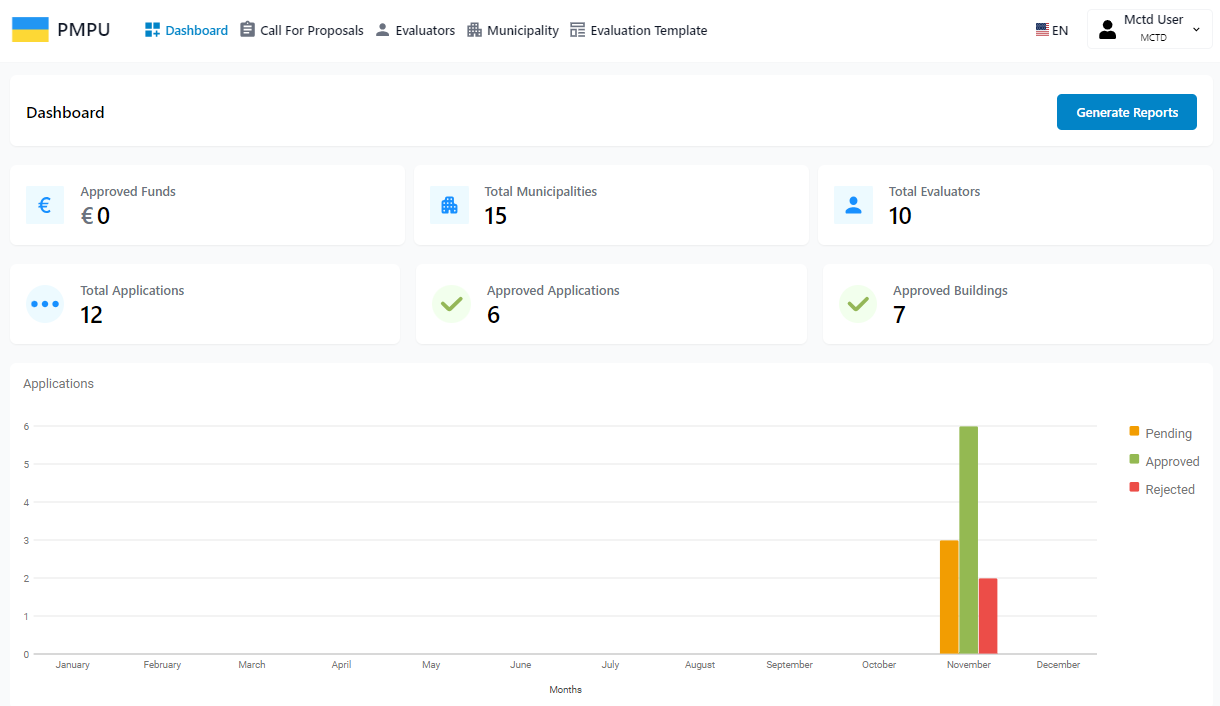 PMPU
Dashboard
Call For Proposals
Evaluators
Municipality
Evaluation Template
EN
Mctd User
MCTD
Dashboard
Generate Reports
Approved Funds
€ 0
Total Municipalities
15
Total Evaluators
10
Total Applications
12
Approved Applications
6
Approved Buildings
7
Applications
6
5
4
3
2
1
0
January
February
March
April
May
June
July
August
September
October
November
December
Months
Pending
Approved
Rejected